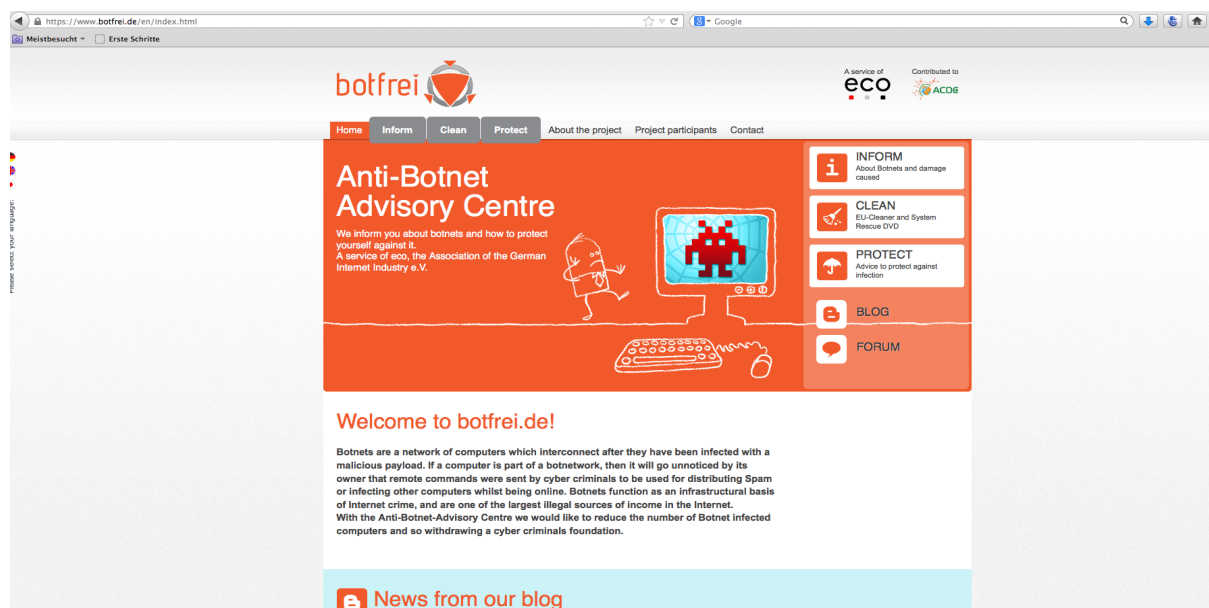 https://www.botfrei.de/en/index.html
Google
Meistbesucht
Erste Schritte
botfrei
A service of
eco
Contributed to
ACDC
Home
Inform
Clean
Protect
About the project
Project participants
Contact
Please select your language:
Anti-Botnet
Advisory Centre
We inform you about botnets and how to protect
yourself against it.
A service of eco, the Association of the German
Internet Industry e.V.
INFORM
About Botnets and damage
caused
CLEAN
EU-Cleaner and System
Rescue DVD
PROTECT
Advice to protect against
infection
BLOG
FORUM
Welcome to botfrei.de!
Botnets are a network of computers which interconnect after they have been infected with a
malicious payload. If a computer is part of a botnetwork, then it will go unnoticed by its
owner that remote commands were sent by cyber criminals to be used for distributing Spam
or infecting other computers whilst being online. Botnets function as an infrastructural basis
of Internet crime, and are one of the largest illegal sources of income in the Internet.
With the Anti-Botnet-Advisory Centre we would like to reduce the number of Botnet infected
computers and so withdrawing a cyber criminals foundation.
News from our blog